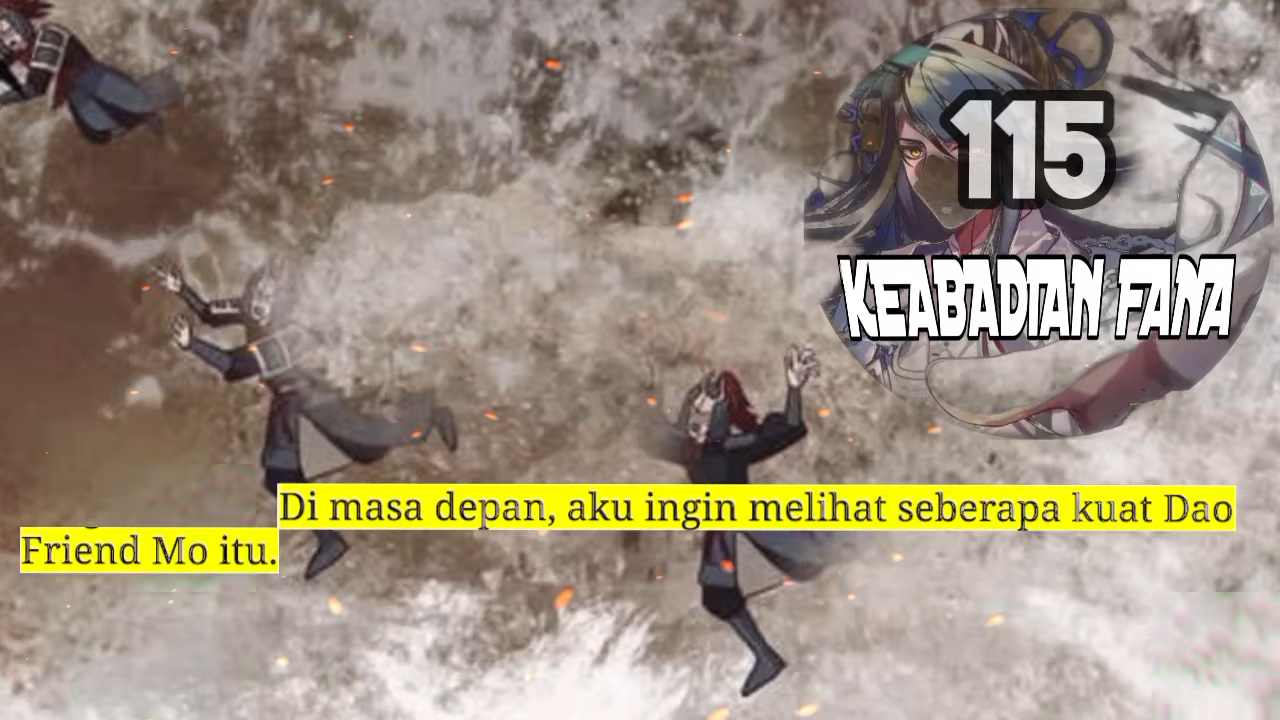 115
KEABADIAN FANA
Di masa depan, aku ingin melihat seberapa kuat Dao
Friend Mo itu.